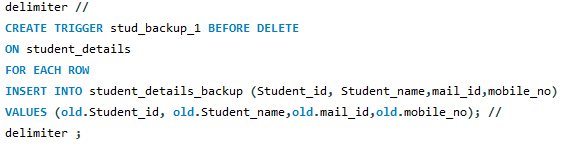 delimiter //
CREATE TRIGGER stud_backup_1 BEFORE DELETE
ON student_details
FOR EACH ROW
INSERT INTO student_details_backup (Student_id, Student_name,mail_id,mobile_no)
VALUES (old.Student_id, old.Student_name,old.mail_id,old.mobile_no); //
delimiter ;